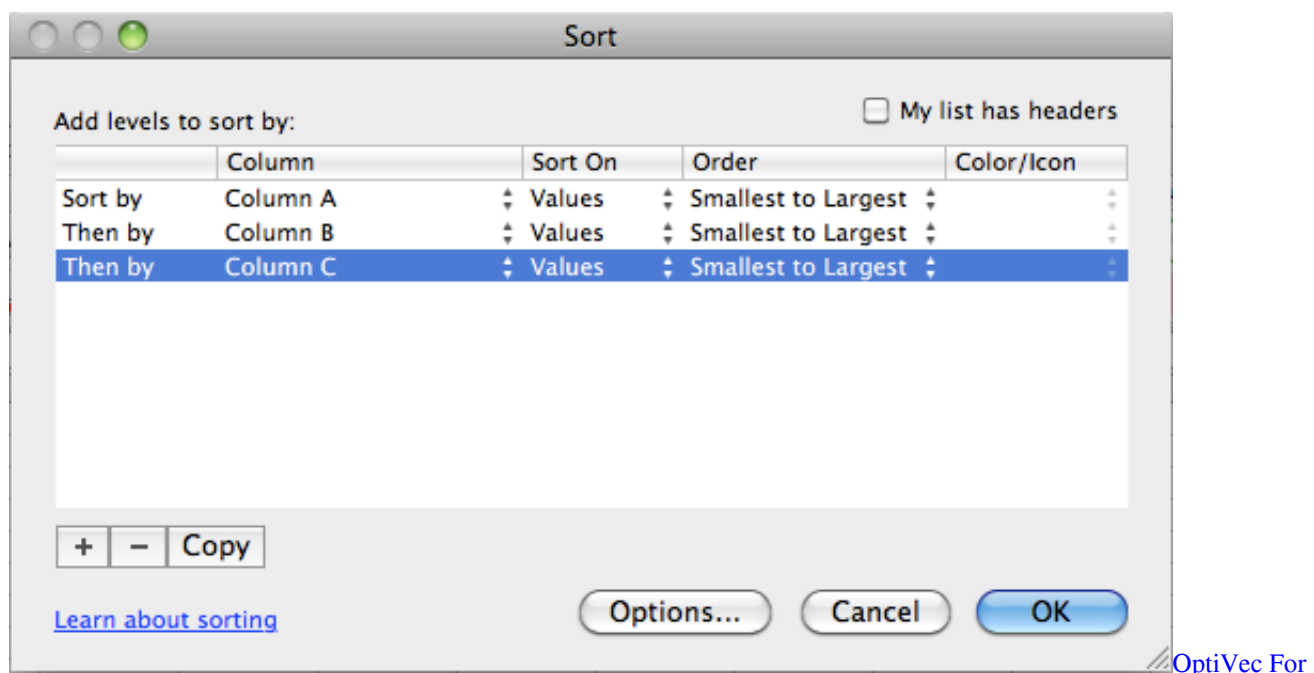 Sort
My list has headers
Add levels to sort by:
Column Sort On Order Color/Icon
Sort by Column A Values Smallest to Largest
Then by Column B Values Smallest to Largest
Then by Column C Values Smallest to Largest
+ − Copy
Learn about sorting Options... Cancel OK
OptiVec For